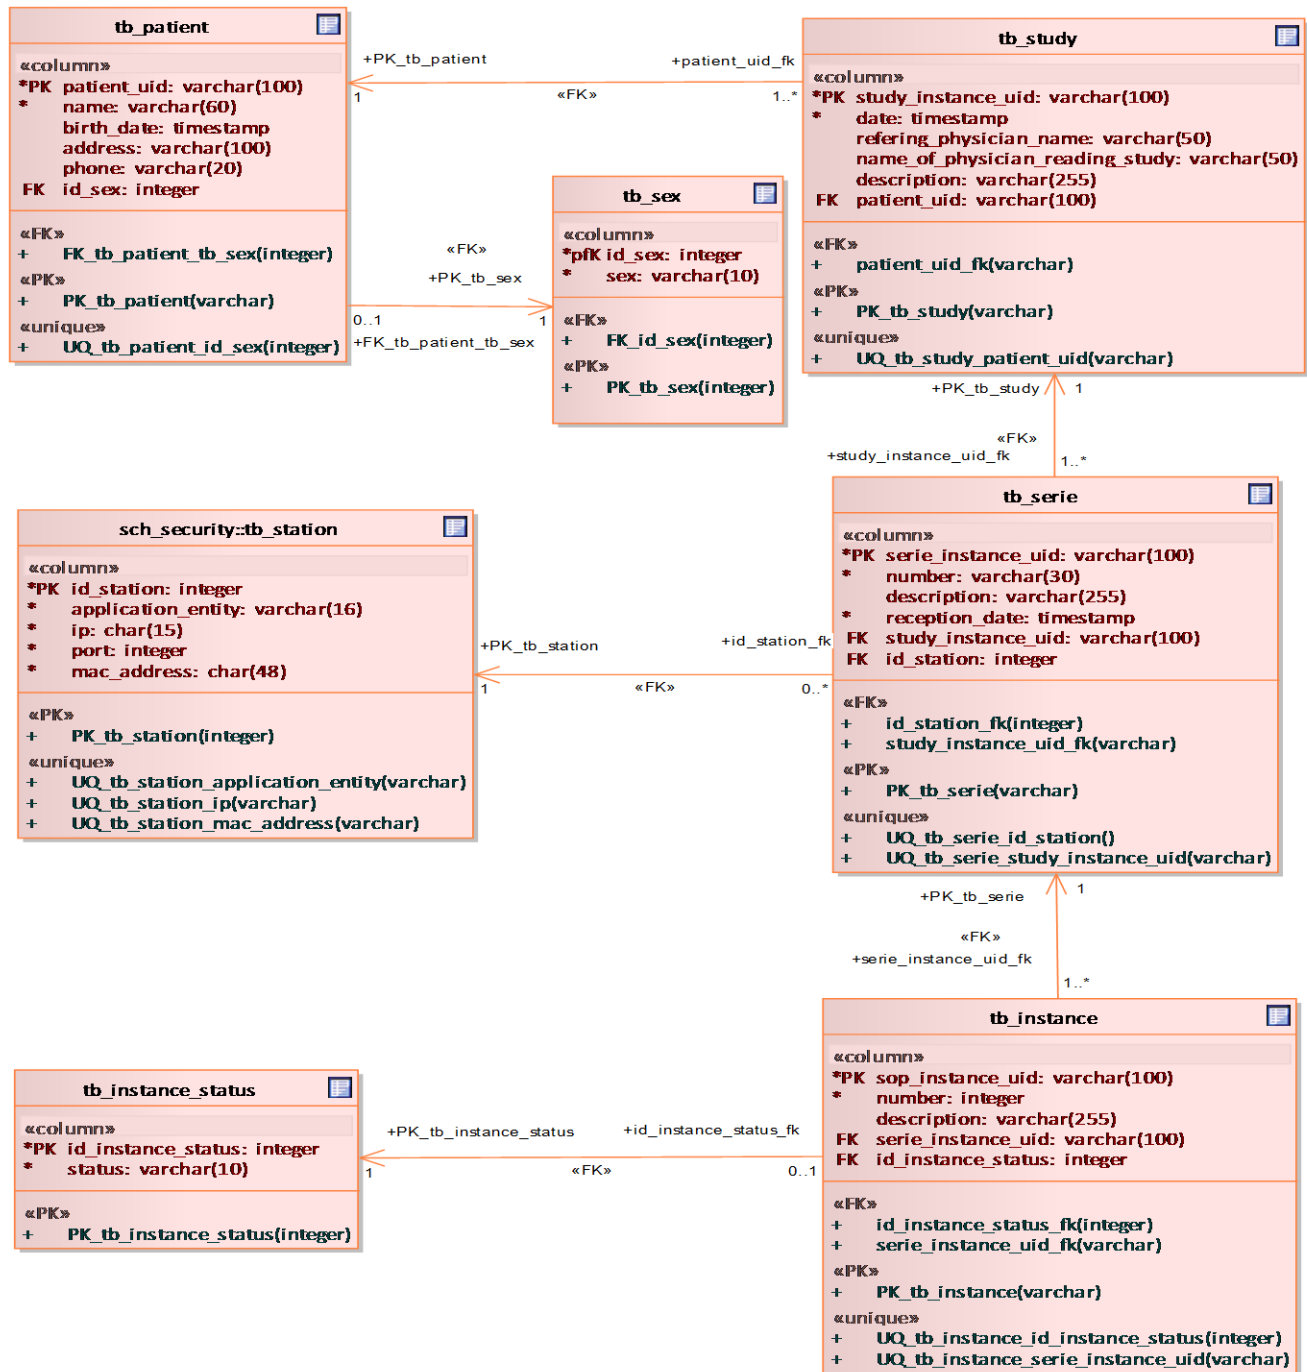 tb_patient
«column»
*PK patient_uid: varchar(100)
* name: varchar(60)
birth_date: timestamp
address: varchar(100)
phone: varchar(20)
FK id_sex: integer
«FK»
+ FK_tb_patient_tb_sex(integer)
«PK»
+ PK_tb_patient(varchar)
«unique»
+ UQ_tb_patient_id_sex(integer)
+PK_tb_patient
+patient_uid_fk
1
«FK»
1..*
tb_study
«column»
*PK study_instance_uid: varchar(100)
* date: timestamp
refering_physician_name: varchar(50)
name_of_physician_reading_study: varchar(50)
description: varchar(255)
FK patient_uid: varchar(100)
«FK»
+ patient_uid_fk(varchar)
«PK»
+ PK_tb_study(varchar)
«unique»
+ UQ_tb_study_patient_uid(varchar)
«FK»
+PK_tb_sex
0..1
1
+FK_tb_patient_tb_sex
tb_sex
«column»
*pfK id_sex: integer
* sex: varchar(10)
«FK»
+ FK_id_sex(integer)
«PK»
+ PK_tb_sex(integer)
+PK_tb_study
1
«FK»
+study_instance_uid_fk
1..*
sch_security::tb_station
«column»
*PK id_station: integer
* application_entity: varchar(16)
* ip: char(15)
* port: integer
* mac_address: char(48)
«PK»
+ PK_tb_station(integer)
«unique»
+ UQ_tb_station_application_entity(varchar)
+ UQ_tb_station_ip(varchar)
+ UQ_tb_station_mac_address(varchar)
+PK_tb_station
+id_station_fk
1
«FK»
0..*
tb_serie
«column»
*PK serie_instance_uid: varchar(100)
* number: varchar(30)
description: varchar(255)
* reception_date: timestamp
FK study_instance_uid: varchar(100)
FK id_station: integer
«FK»
+ id_station_fk(integer)
+ study_instance_uid_fk(varchar)
«PK»
+ PK_tb_serie(varchar)
«unique»
+ UQ_tb_serie_id_station()
+ UQ_tb_serie_study_instance_uid(varchar)
+PK_tb_serie
1
«FK»
+serie_instance_uid_fk
1..*
tb_instance_status
«column»
*PK id_instance_status: integer
* status: varchar(10)
«PK»
+ PK_tb_instance_status(integer)
+PK_tb_instance_status
+id_instance_status_fk
1
«FK»
0..1
tb_instance
«column»
*PK sop_instance_uid: varchar(100)
* number: integer
description: varchar(255)
FK serie_instance_uid: varchar(100)
FK id_instance_status: integer
«FK»
+ id_instance_status_fk(integer)
+ serie_instance_uid_fk(varchar)
«PK»
+ PK_tb_instance(varchar)
«unique»
+ UQ_tb_instance_id_instance_status(integer)
+ UQ_tb_instance_serie_instance_uid(varchar)